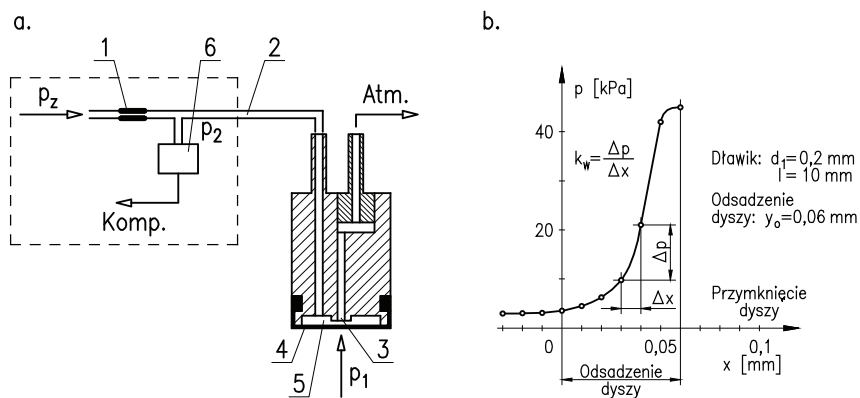 a.
1
6
2
p_z
p_2
Atm.
Komp.
4
5
3
p_1
b.
p [kPa]
40
20
0
0,05
0,1
x [mm]
k_w = Δp/Δx
Δp
Δx
Dławik: d_1=0,2 mm
l = 10 mm
Odsadzenie
dyszy: y_o=0,06 mm
Przymknięcie
dyszy
Odsadzenie
dyszy